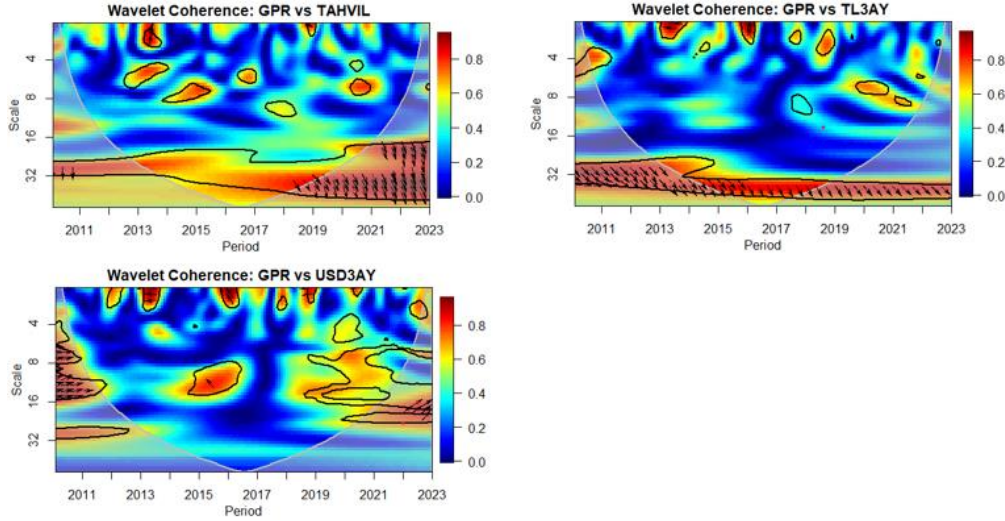 Wavelet Coherence: GPR vs TAHVIL
Scale
4
8
16
32
2011 2013 2015 2017 2019 2021 2023
Period
0.8
0.6
0.4
0.2
0.0
Wavelet Coherence: GPR vs TL3AY
Scale
4
8
16
32
2011 2013 2015 2017 2019 2021 2023
Period
0.8
0.6
0.4
0.2
0.0
Wavelet Coherence: GPR vs USD3AY
Scale
4
8
16
32
2011 2013 2015 2017 2019 2021 2023
Period
0.8
0.6
0.4
0.2
0.0